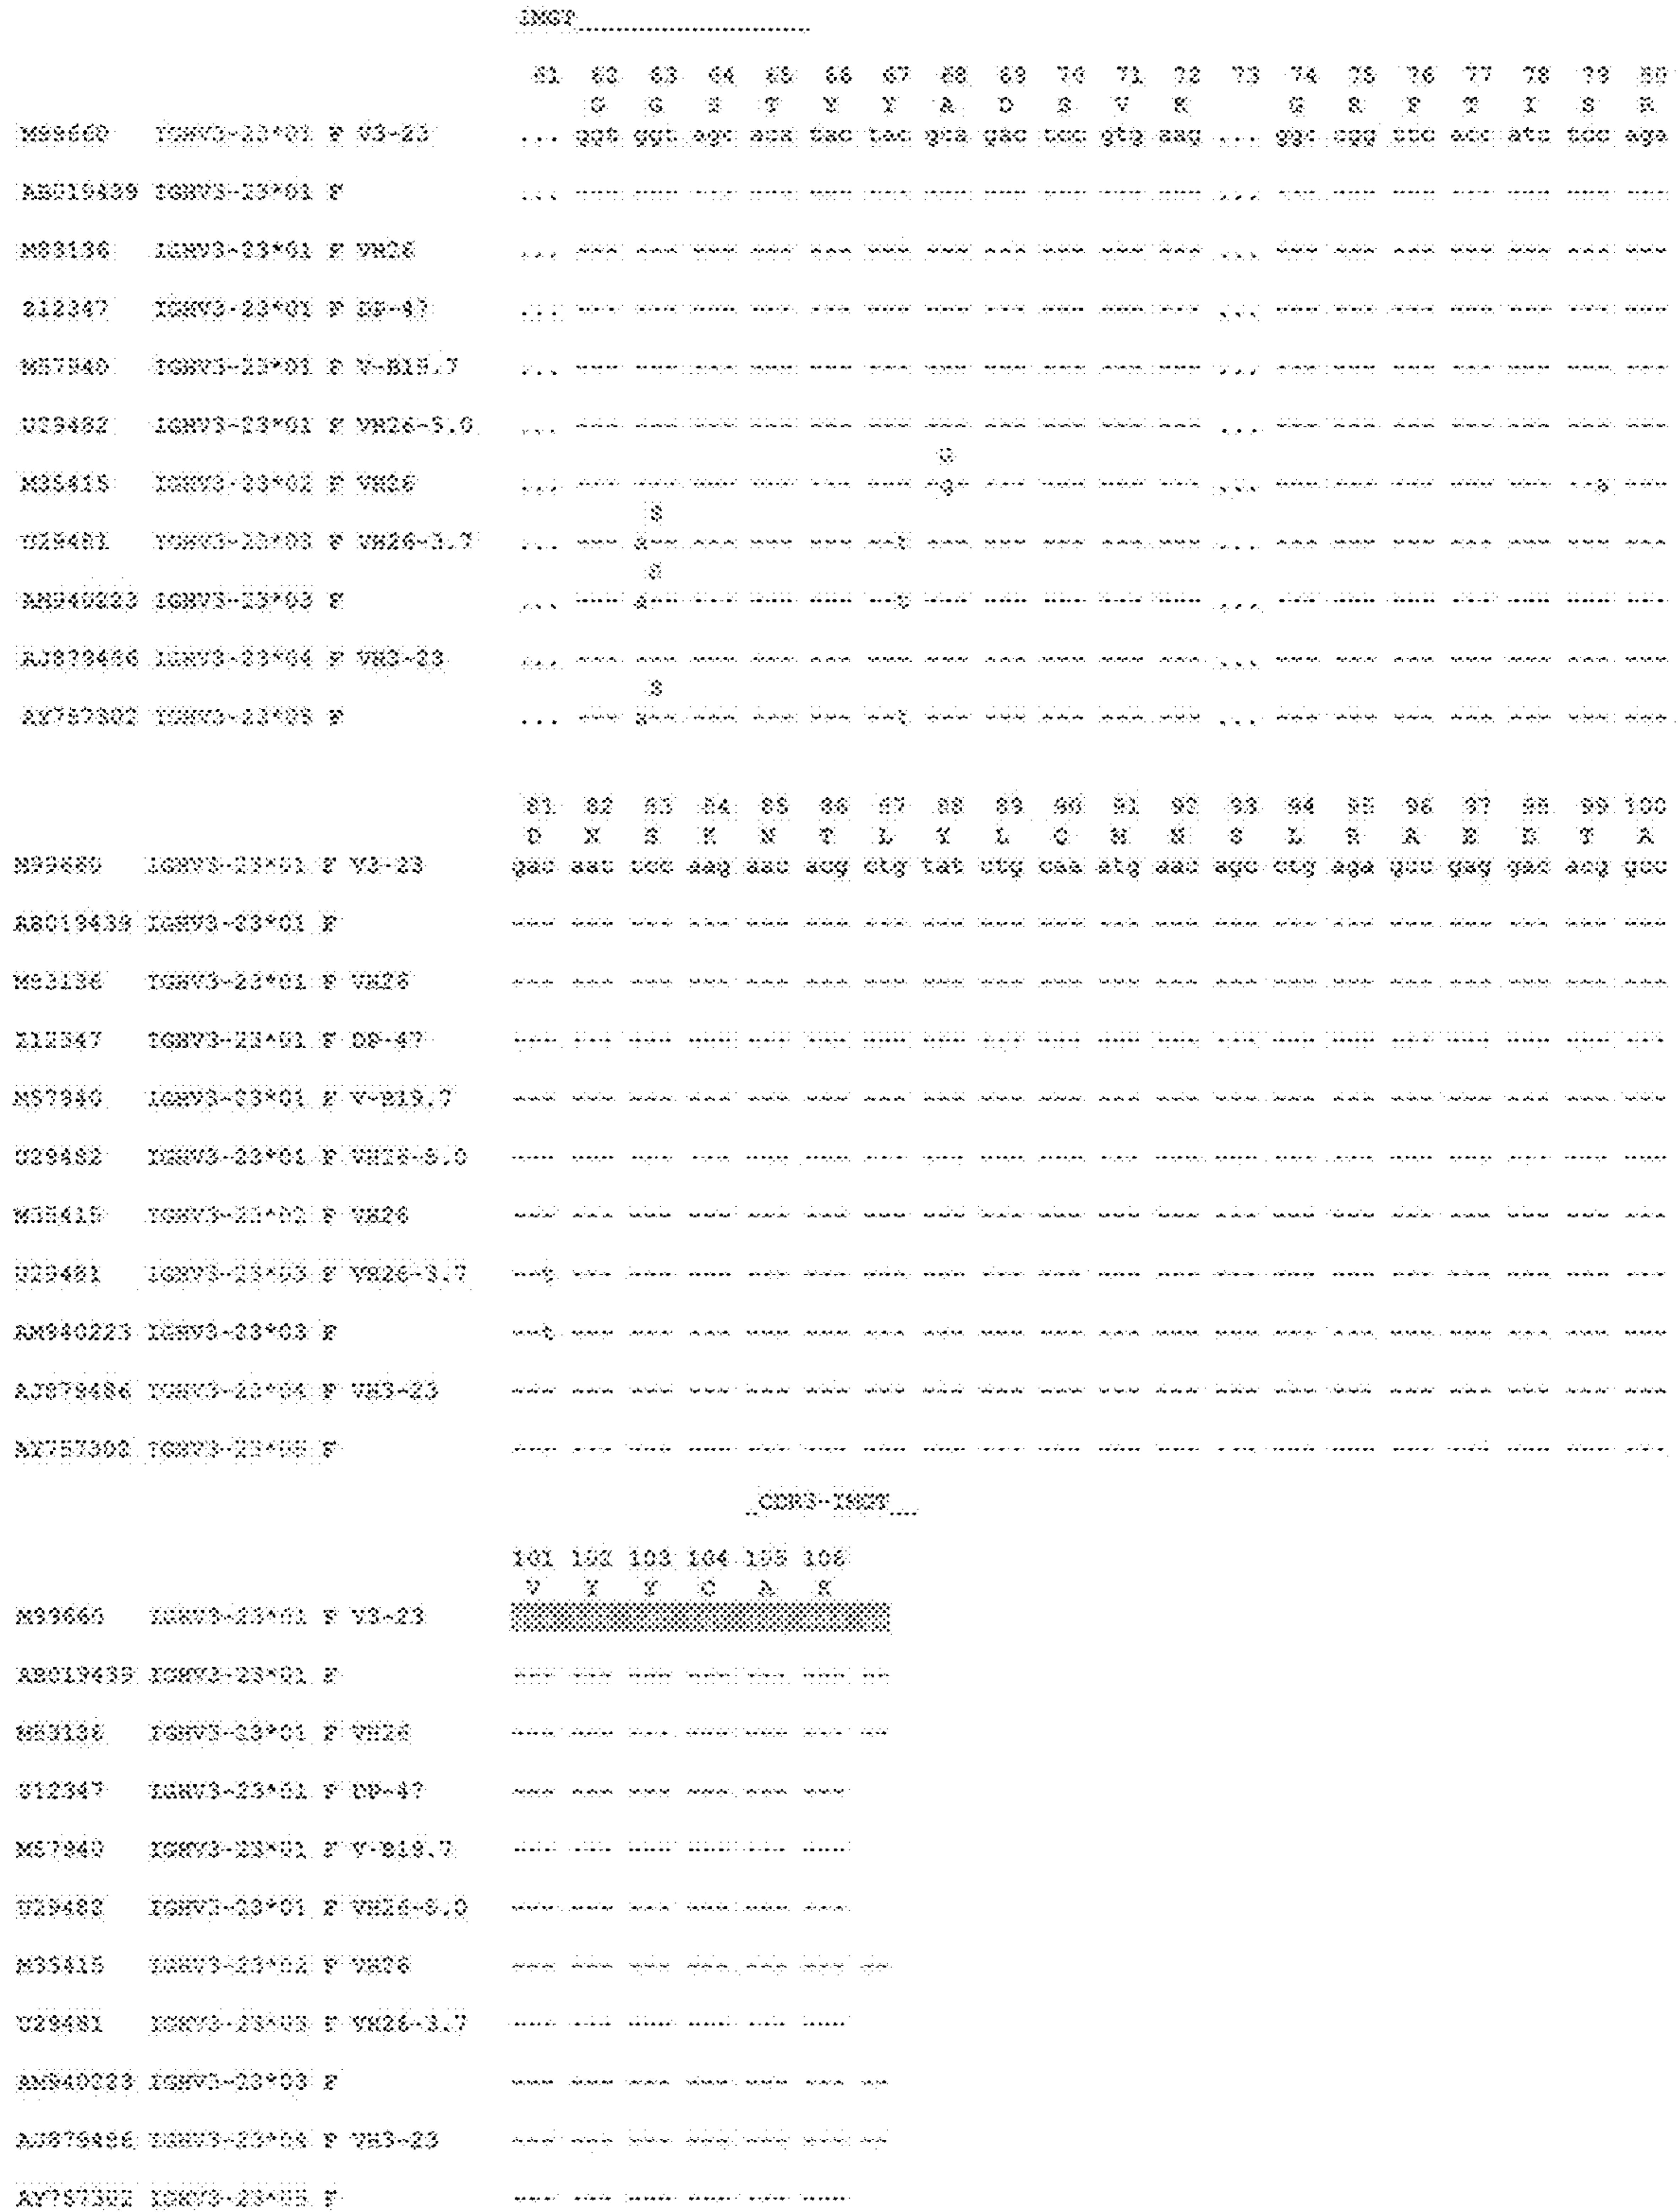 IMGT
61 62 63 64 65 66 67 68 69 70 71 72 73 74 75 76 77 78 79 80
G G S T Y Y A D S V K G R F T I S R
M99660 IGHV3-23*01 F V3-23 ... ggt ggt agc aca tac tac gca gac tcc gtg aag ... ggc cgg ttc acc atc tcc aga
AB019439 IGHV3-23*01 F ... --- --- --- --- --- --- --- --- --- --- --- ... --- --- --- --- --- --- ---
M83136 IGHV3-23*01 F VH26 ... --- --- --- --- --- --- --- --- --- --- --- ... --- --- --- --- --- --- ---
Z12347 IGHV3-23*01 F DP-47 ... --- --- --- --- --- --- --- --- --- --- --- ... --- --- --- --- --- --- ---
M57840 IGHV3-23*01 F V-B19.7 ... --- --- --- --- --- --- --- --- --- --- --- ... --- --- --- --- --- --- ---
U29482 IGHV3-23*01 F VH26-5.0 ... --- --- --- --- --- --- --- --- --- --- --- ... --- --- --- --- --- --- ---
G
M35415 IGHV3-23*02 F VH26 ... --- --- --- --- --- --- -g- --- --- --- --- ... --- --- --- --- --- --a ---
S
U29481 IGHV3-23*03 F VH26-3.7 ... --- a-- --- --- --- --t --- --- --- --- --- ... --- --- --- --- --- --- ---
S
AM940223 IGHV3-23*03 F ... --- a-- --- --- --- --t --- --- --- --- --- ... --- --- --- --- --- --- ---
AJ879486 IGHV3-23*04 F VH3-23 ... --- --- --- --- --- --- --- --- --- --- --- ... --- --- --- --- --- --- ---
S
AY757302 IGHV3-23*05 F ... --- a-- --- --- --- --t --- --- --- --- --- ... --- --- --- --- --- --- ---
81 82 83 84 85 86 87 88 89 90 91 92 93 94 95 96 97 98 99 100
D N S K N T L Y L Q M N S L R A E D T A
M99660 IGHV3-23*01 F V3-23 gac aat tcc aag aac acg ctg tat ctg caa atg aac agc ctg aga gcc gag gac acg gcc
AB019439 IGHV3-23*01 F --- --- --- --- --- --- --- --- --- --- --- --- --- --- --- --- --- --- --- ---
M83136 IGHV3-23*01 F VH26 --- --- --- --- --- --- --- --- --- --- --- --- --- --- --- --- --- --- --- ---
Z12347 IGHV3-23*01 F DP-47 --- --- --- --- --- --- --- --- --- --- --- --- --- --- --- --- --- --- --- ---
M57840 IGHV3-23*01 F V-B19.7 --- --- --- --- --- --- --- --- --- --- --- --- --- --- --- --- --- --- --- ---
U29482 IGHV3-23*01 F VH26-5.0 --- --- --- --- --- --- --- --- --- --- --- --- --- --- --- --- --- --- --- ---
M35415 IGHV3-23*02 F VH26 --- --- --- --- --- --- --- --- --- --- --- --- --- --- --- --- --- --- --- ---
U29481 IGHV3-23*03 F VH26-3.7 --t --- --- --- --- --- --- --- --- --- --- --- --- --- --- --- --- --- --- ---
AM940223 IGHV3-23*03 F --t --- --- --- --- --- --- --- --- --- --- --- --- --- --- --- --- --- --- ---
AJ879486 IGHV3-23*04 F VH3-23 --- --- --- --- --- --- --- --- --- --- --- --- --- --- --- --- --- --- --- ---
AY757302 IGHV3-23*05 F --- --- --- --- --- --- --- --- --- --- --- --- --- --- --- --- --- --- --- ---
CDR3-IMGT
101 102 103 104 105 106
V Y Y C A K
M99660 IGHV3-23*01 F V3-23
AB019439 IGHV3-23*01 F --- --- --- --- --- --- --
M83136 IGHV3-23*01 F VH26 --- --- --- --- --- --- --
Z12347 IGHV3-23*01 F DP-47 --- --- --- --- --- ---
M57840 IGHV3-23*01 F V-B19.7 --- --- --- --- --- ---
U29482 IGHV3-23*01 F VH26-5.0 --- --- --- --- --- ---
M35415 IGHV3-23*02 F VH26 --- --- --- --- --- --- --
U29481 IGHV3-23*03 F VH26-3.7 --- --- --- --- --- ---
AM940223 IGHV3-23*03 F --- --- --- --- --- --- --
AJ879486 IGHV3-23*04 F VH3-23 --- --- --- --- --- --- --
AY757302 IGHV3-23*05 F --- --- --- --- --- ---